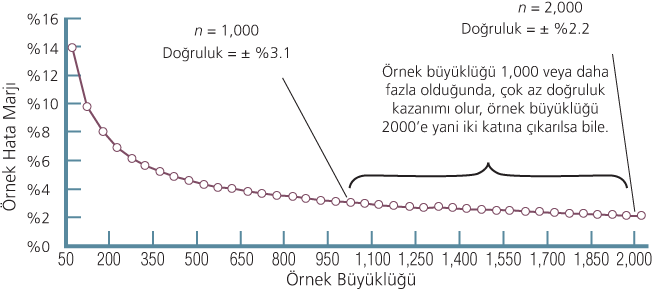 n = 1,000
Doğruluk = ± %3.1
n = 2,000
Doğruluk = ± %2.2
Örnek büyüklüğü 1,000 veya daha
fazla olduğunda, çok az doğruluk
kazanımı olur, örnek büyüklüğü
2000'e yani iki katına çıkarılsa bile.
Örnek Hata Marjı
%16
%14
%12
%10
%8
%6
%4
%2
%0
50 200 350 500 650 800 950 1,100 1,250 1,400 1,550 1,700 1,850 2,000
Örnek Büyüklüğü